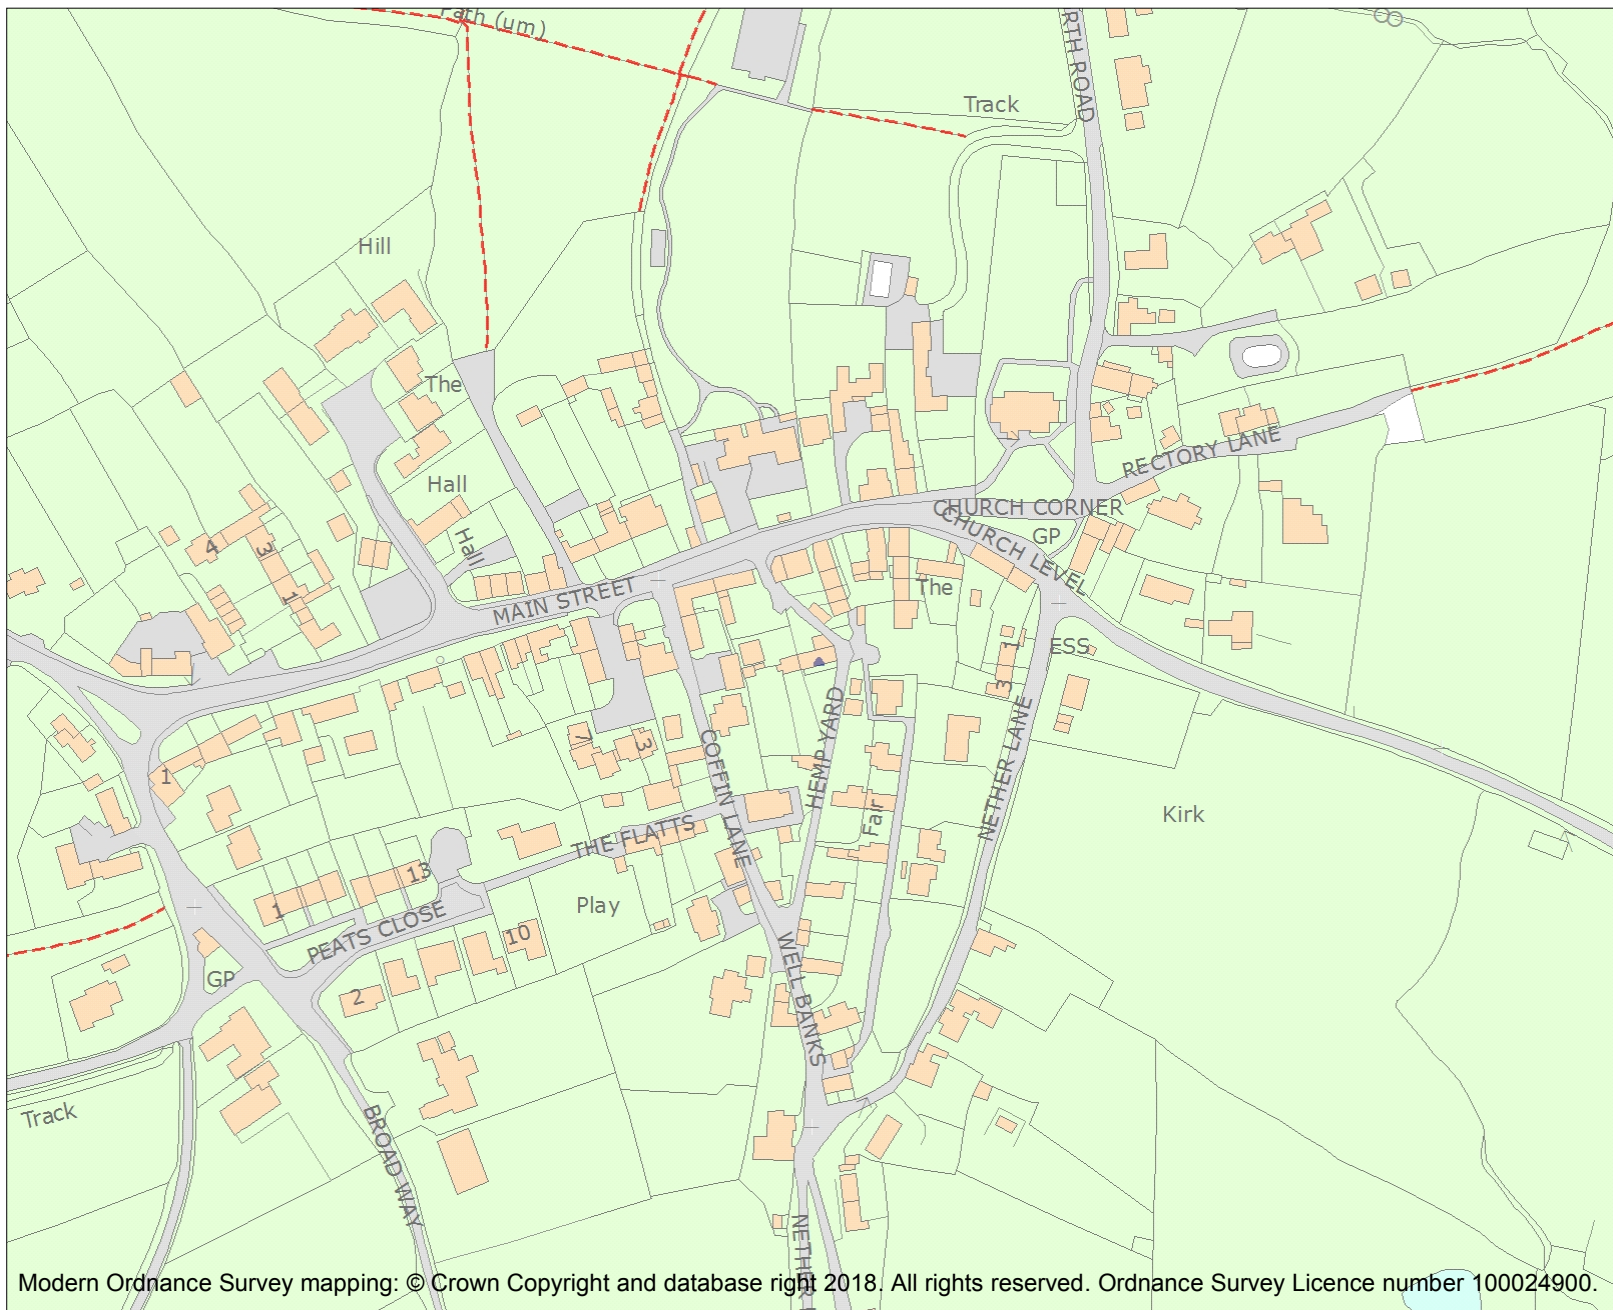 Path (um)
RTH ROAD
Track
Hill
The
Hall
Hall
RECTORY LANE
CHURCH CORNER
CHURCH LEVEL
GP
4
3
1
MAIN STREET
The
ESS
1
3
HEMP YARD
NETHER LANE
COFFIN LANE
7
3
1
Fair
Kirk
THE FLATTS
13
1
Play
PEATS CLOSE
10
GP
2
WELL BANKS
Track
BROAD WAY
NETHER
Modern Ordnance Survey mapping: © Crown Copyright and database right 2018. All rights reserved. Ordnance Survey Licence number 100024900.